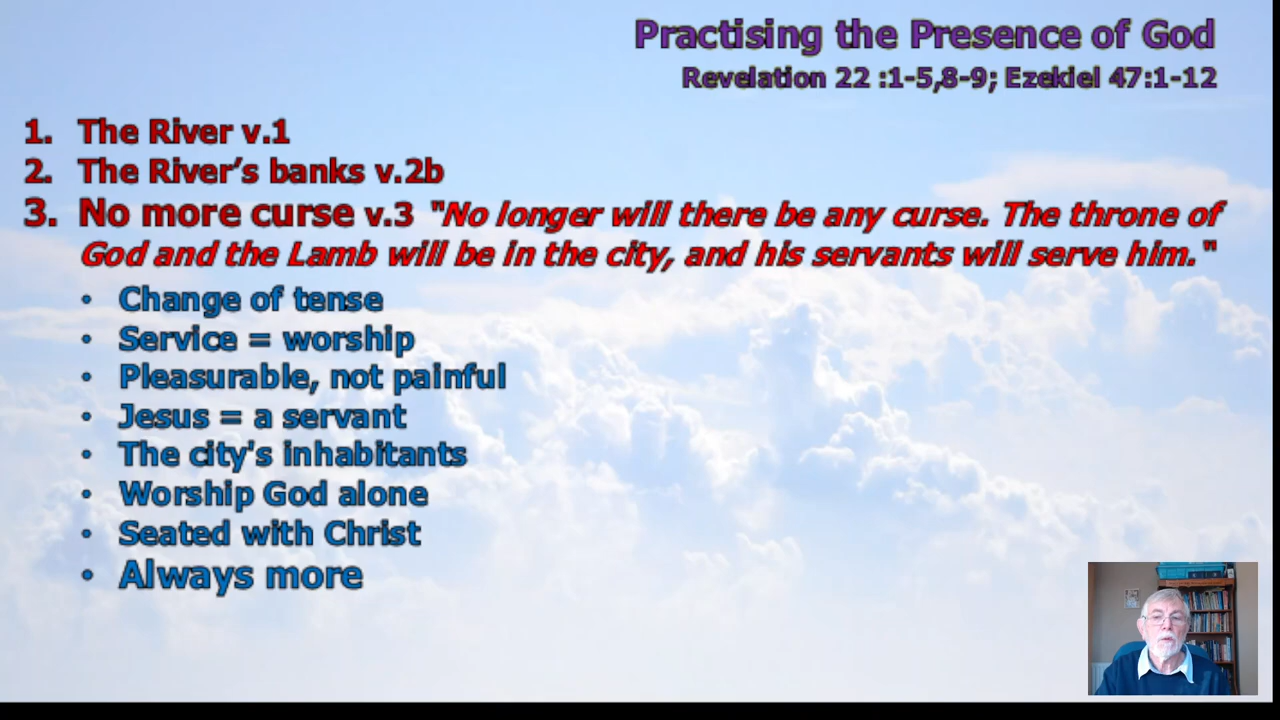 Practising the Presence of God
Revelation 22 :1-5,8-9; Ezekiel 47:1-12
1. The River v.1
2. The River's banks v.2b
3. No more curse v.3 "No longer will there be any curse. The throne of
God and the Lamb will be in the city, and his servants will serve him."
• Change of tense
• Service = worship
• Pleasurable, not painful
• Jesus = a servant
• The city's inhabitants
• Worship God alone
• Seated with Christ
• Always more